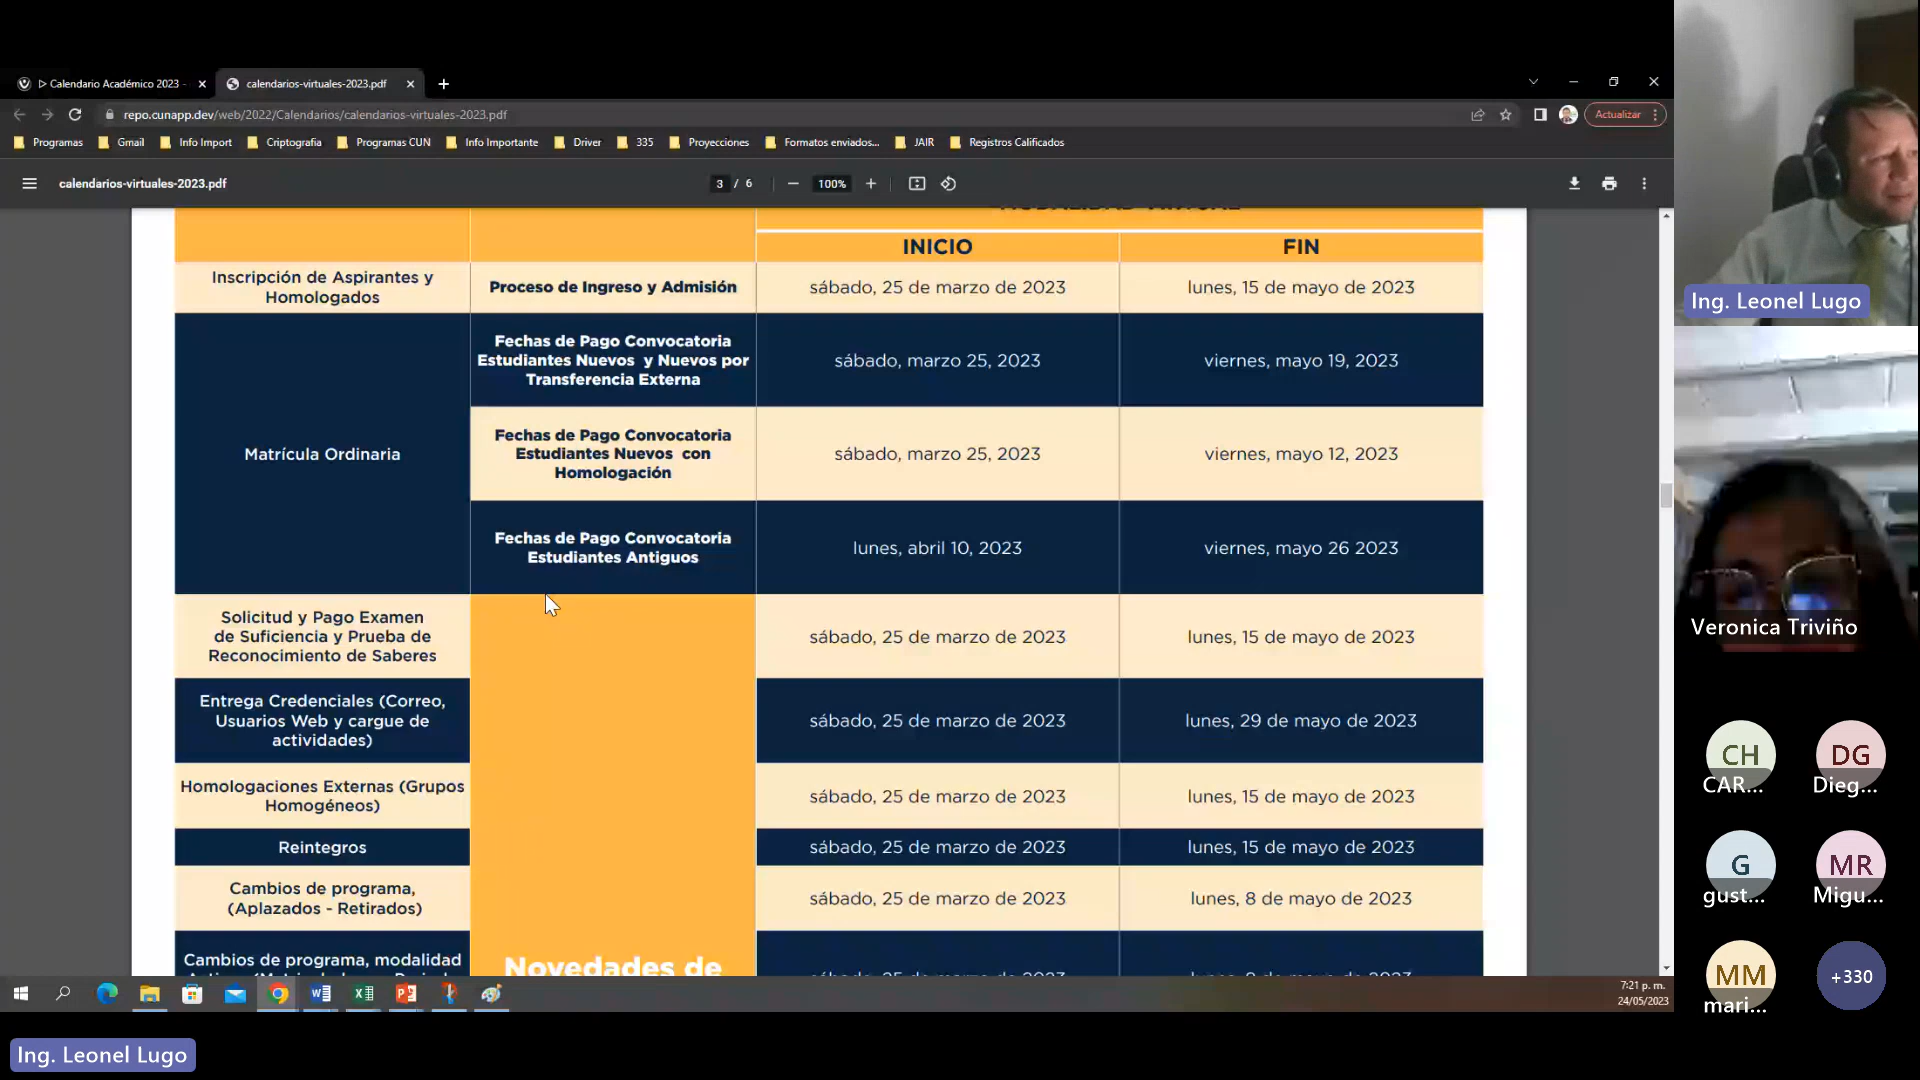 ▷ Calendario Académico 2023 -
calendarios-virtuales-2023.pdf
repo.cunapp.dev/web/2022/Calendarios/calendarios-virtuales-2023.pdf
Actualizar
Programas
Gmail
Info Import
Criptografia
Programas CUN
Info Importante
Driver
335
Proyecciones
Formatos enviados...
JAIR
Registros Calificados
calendarios-virtuales-2023.pdf
3 / 6
100%
INICIO
FIN
Inscripción de Aspirantes y
Homologados
Proceso de Ingreso y Admisión
sábado, 25 de marzo de 2023
lunes, 15 de mayo de 2023
Matrícula Ordinaria
Fechas de Pago Convocatoria
Estudiantes Nuevos y Nuevos por
Transferencia Externa
sábado, marzo 25, 2023
viernes, mayo 19, 2023
Fechas de Pago Convocatoria
Estudiantes Nuevos con
Homologación
sábado, marzo 25, 2023
viernes, mayo 12, 2023
Fechas de Pago Convocatoria
Estudiantes Antiguos
lunes, abril 10, 2023
viernes, mayo 26 2023
Solicitud y Pago Examen
de Suficiencia y Prueba de
Reconocimiento de Saberes
sábado, 25 de marzo de 2023
lunes, 15 de mayo de 2023
Entrega Credenciales (Correo,
Usuarios Web y cargue de
actividades)
sábado, 25 de marzo de 2023
lunes, 29 de mayo de 2023
Homologaciones Externas (Grupos
Homogéneos)
sábado, 25 de marzo de 2023
lunes, 15 de mayo de 2023
Reintegros
sábado, 25 de marzo de 2023
lunes, 15 de mayo de 2023
Cambios de programa,
(Aplazados - Retirados)
sábado, 25 de marzo de 2023
lunes, 8 de mayo de 2023
Cambios de programa, modalidad
Novedades de
7:21 p. m.
24/05/2023
Ing. Leonel Lugo
Ing. Leonel Lugo
Veronica Triviño
CH
CAR...
DG
Dieg...
G
gust...
MR
Migu...
MM
mari...
+330